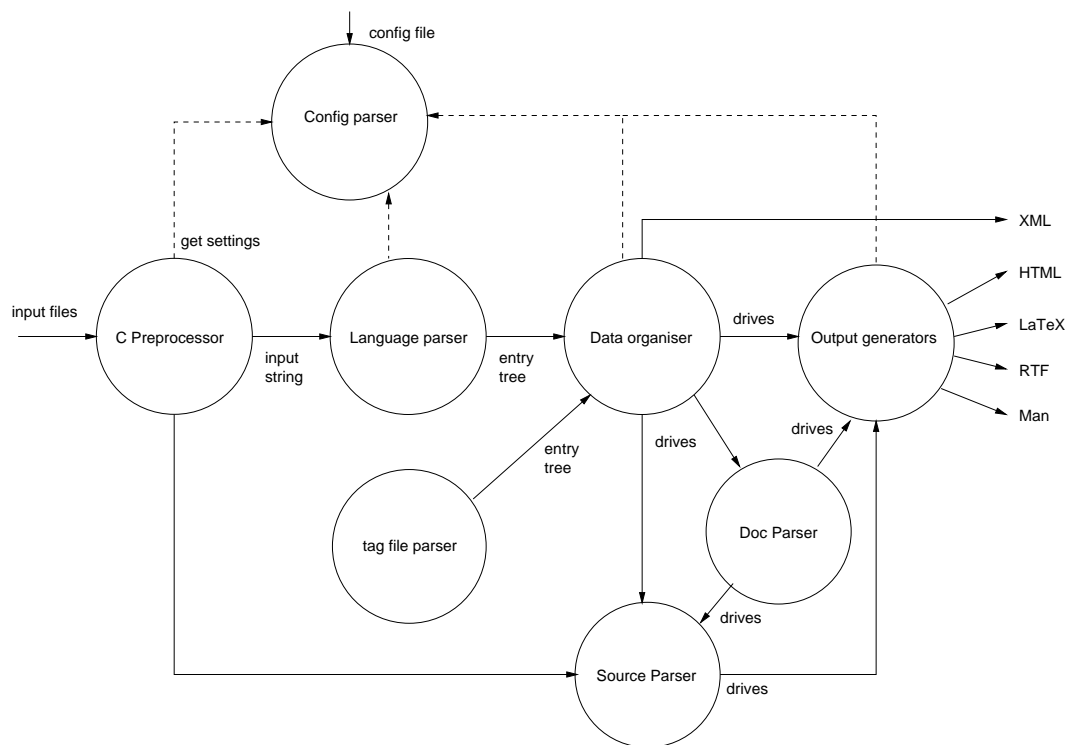 config file
Config parser
get settings
XML
HTML
input files
C Preprocessor
input
string
Language parser
entry
tree
Data organiser
drives
Output generators
LaTeX
RTF
Man
drives
drives
entry
tree
tag file parser
Doc Parser
drives
Source Parser
drives